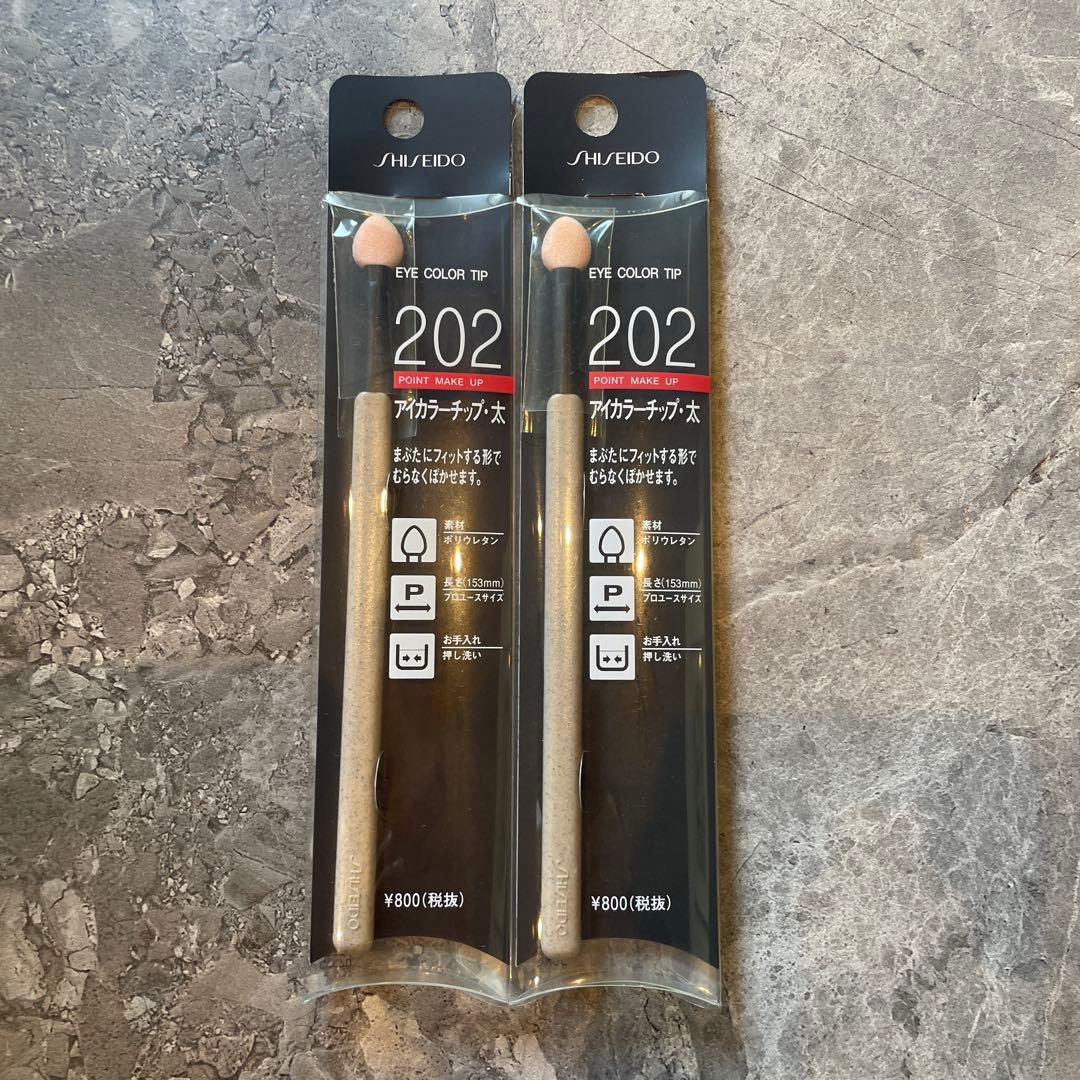 SHISEIDO
EYE COLOR TIP
202
POINT MAKE UP
アイカラーチップ・太
まぶたにフィットする形で
むらなくぼかせます。
素材
ポリウレタン
P
長さ(153mm)
プロユースサイズ
お手入れ
押し洗い
¥800(税抜)
SHISEIDO
SHISEIDO
EYE COLOR TIP
202
POINT MAKE UP
アイカラーチップ・太
まぶたにフィットする形で
むらなくぼかせます。
素材
ポリウレタン
P
長さ(153mm)
プロユースサイズ
お手入れ
押し洗い
¥800(税抜)
SHISEIDO